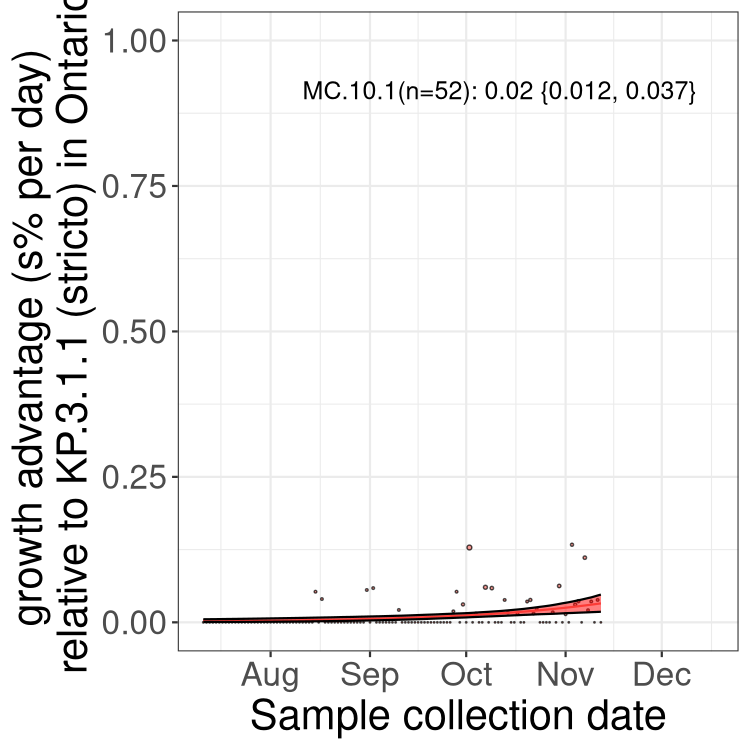 growth advantage (s% per day)
relative to KP.3.1.1 (stricto) in Ontario
1.00
0.75
0.50
0.25
0.00
MC.10.1(n=52): 0.02 {0.012, 0.037}
Aug Sep Oct Nov Dec
Sample collection date